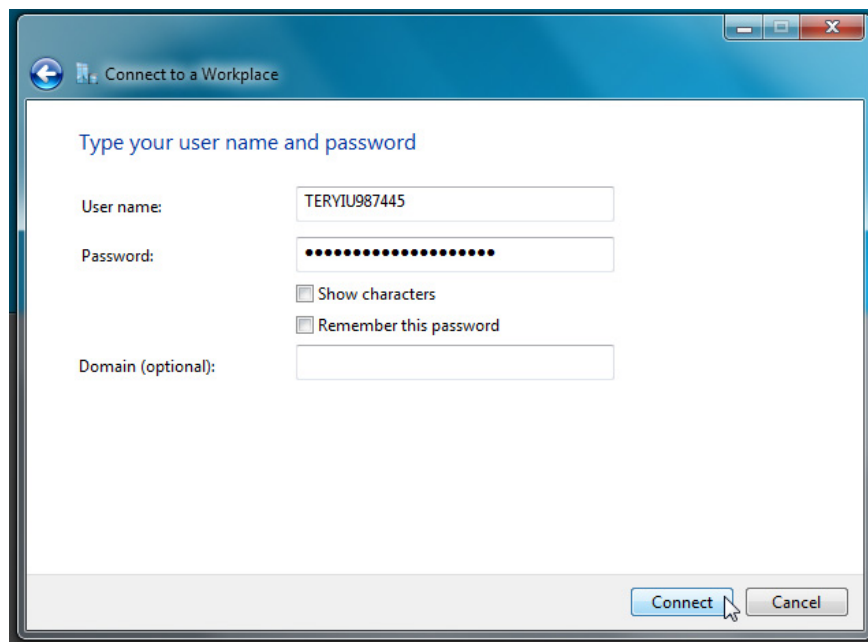 Connect to a Workplace
Type your user name and password
User name: TERYIU987445
Password: ••••••••••••••••••••
Show characters
Remember this password
Domain (optional):
Connect Cancel